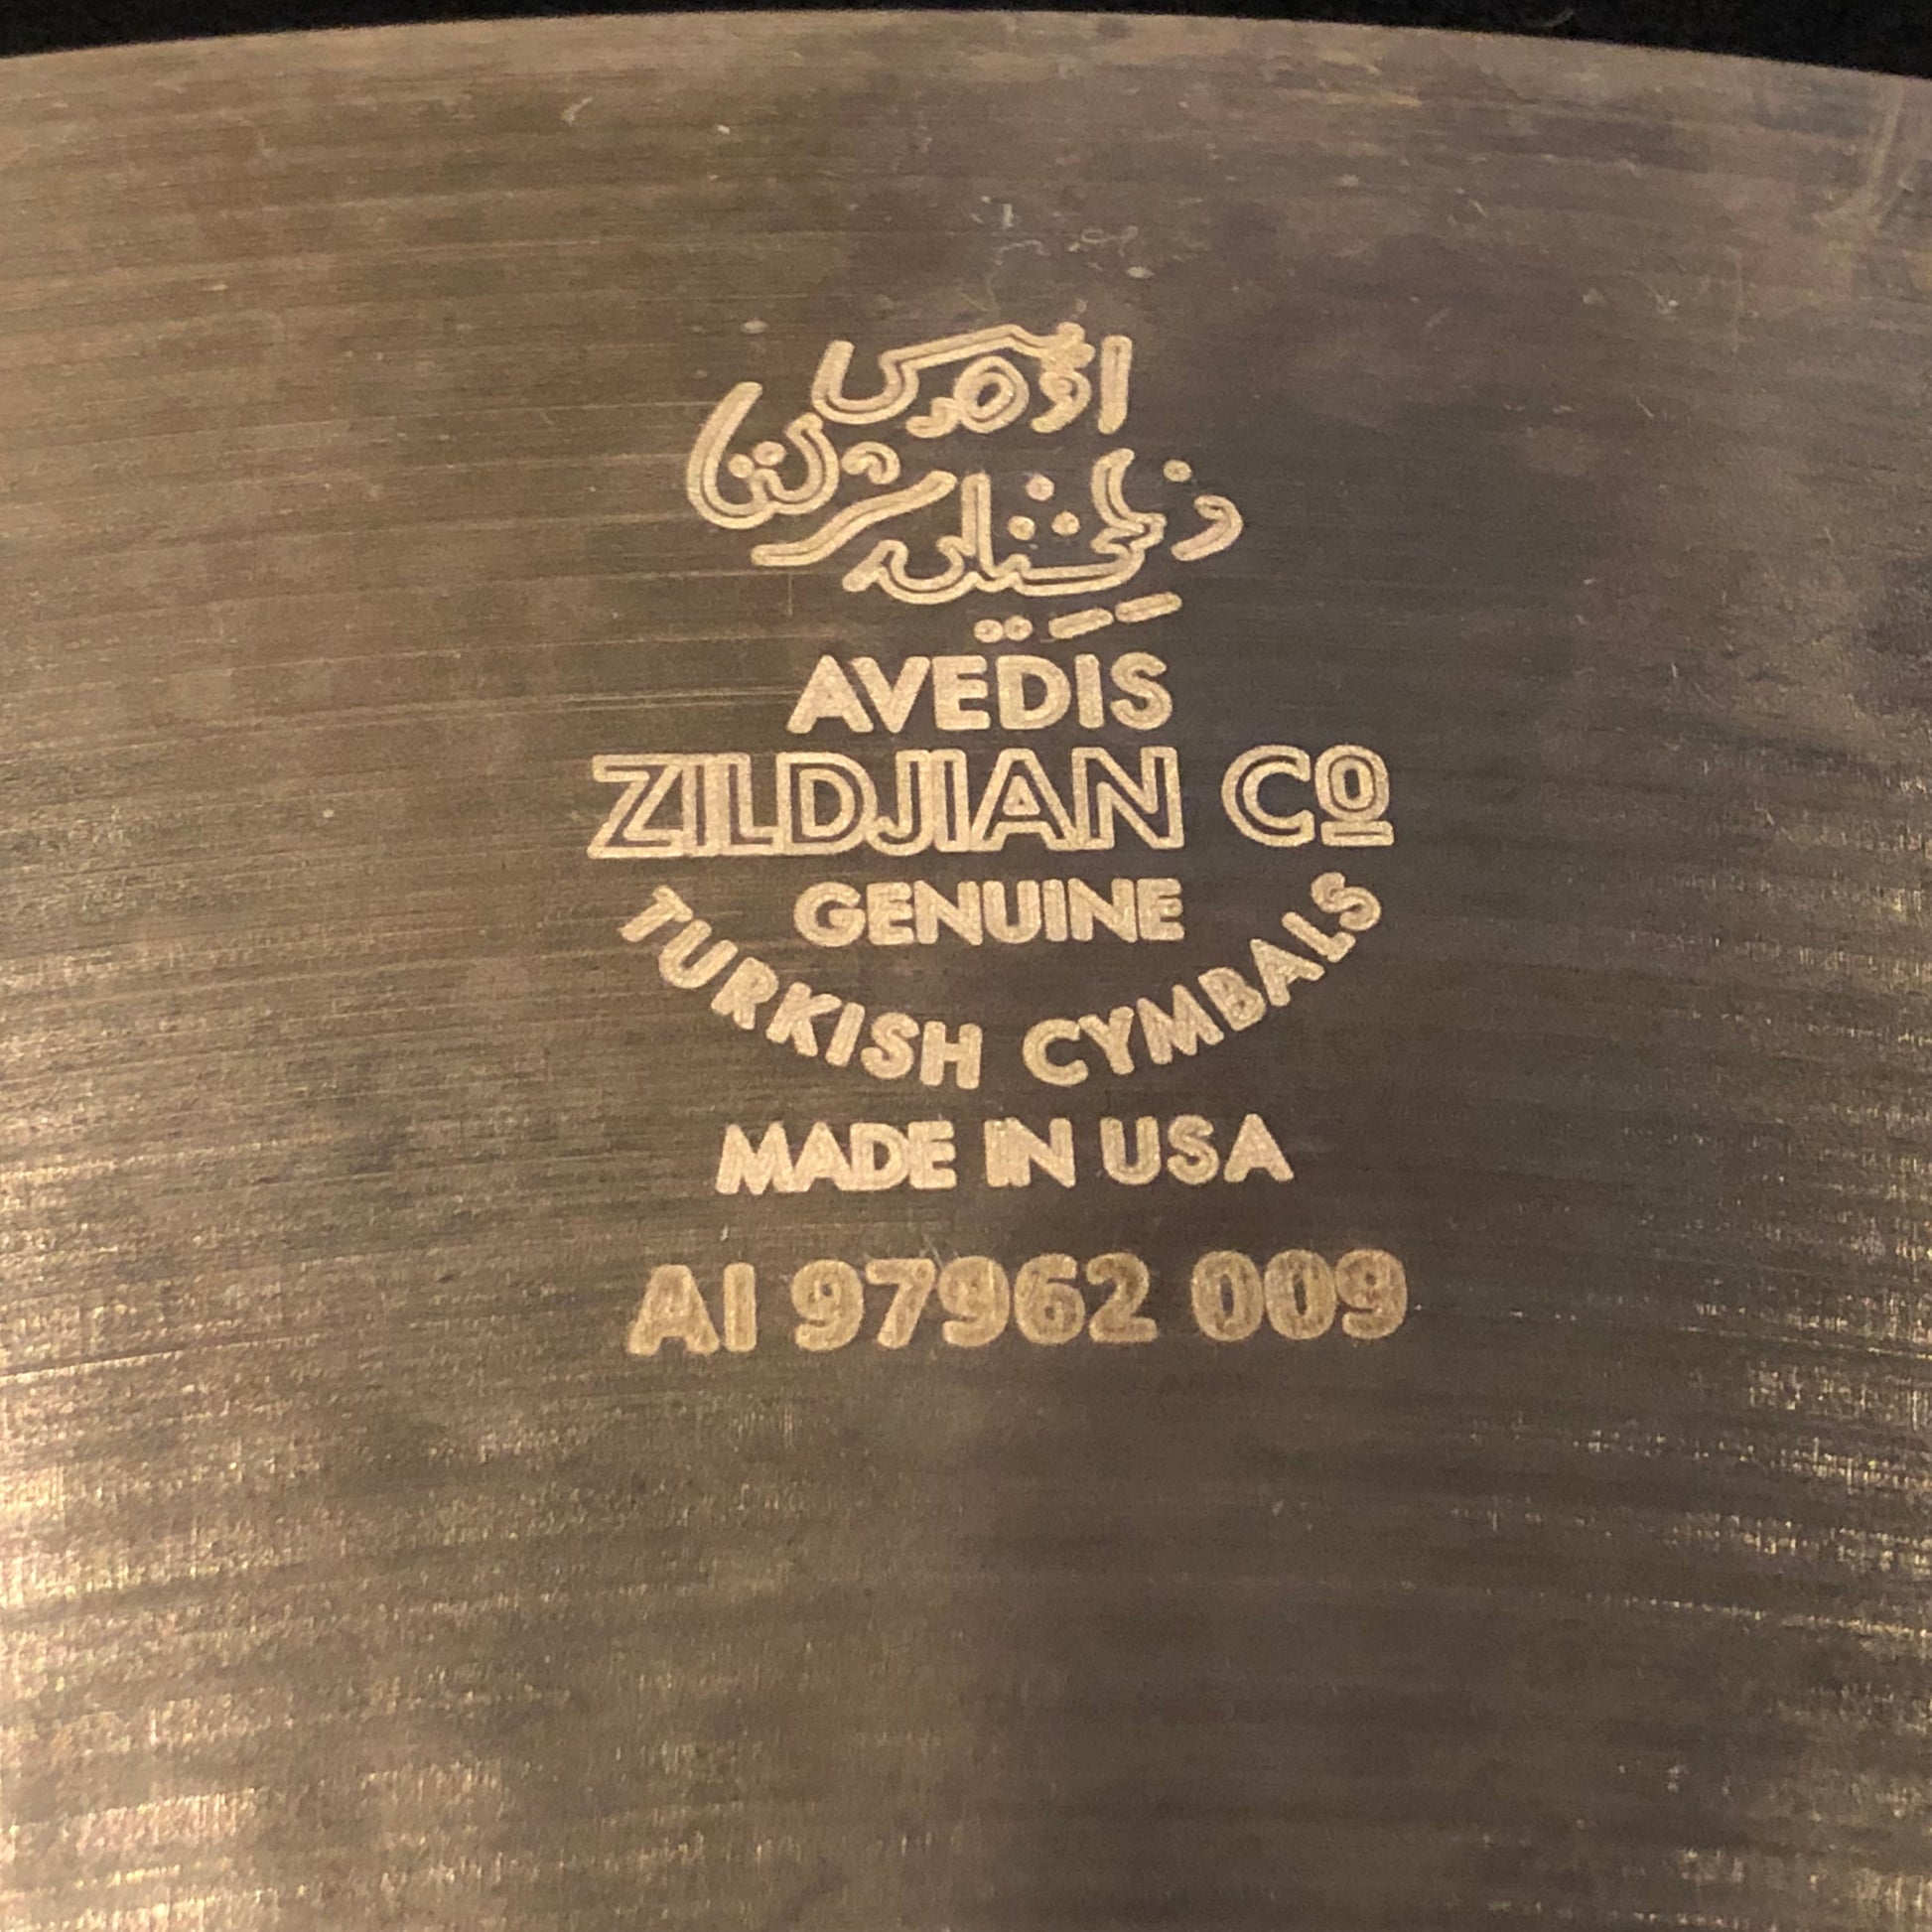 AVEDIS
ZILDJIAN Cº
GENUINE
TURKISH CYMBALS
MADE IN USA
AI 97962 009